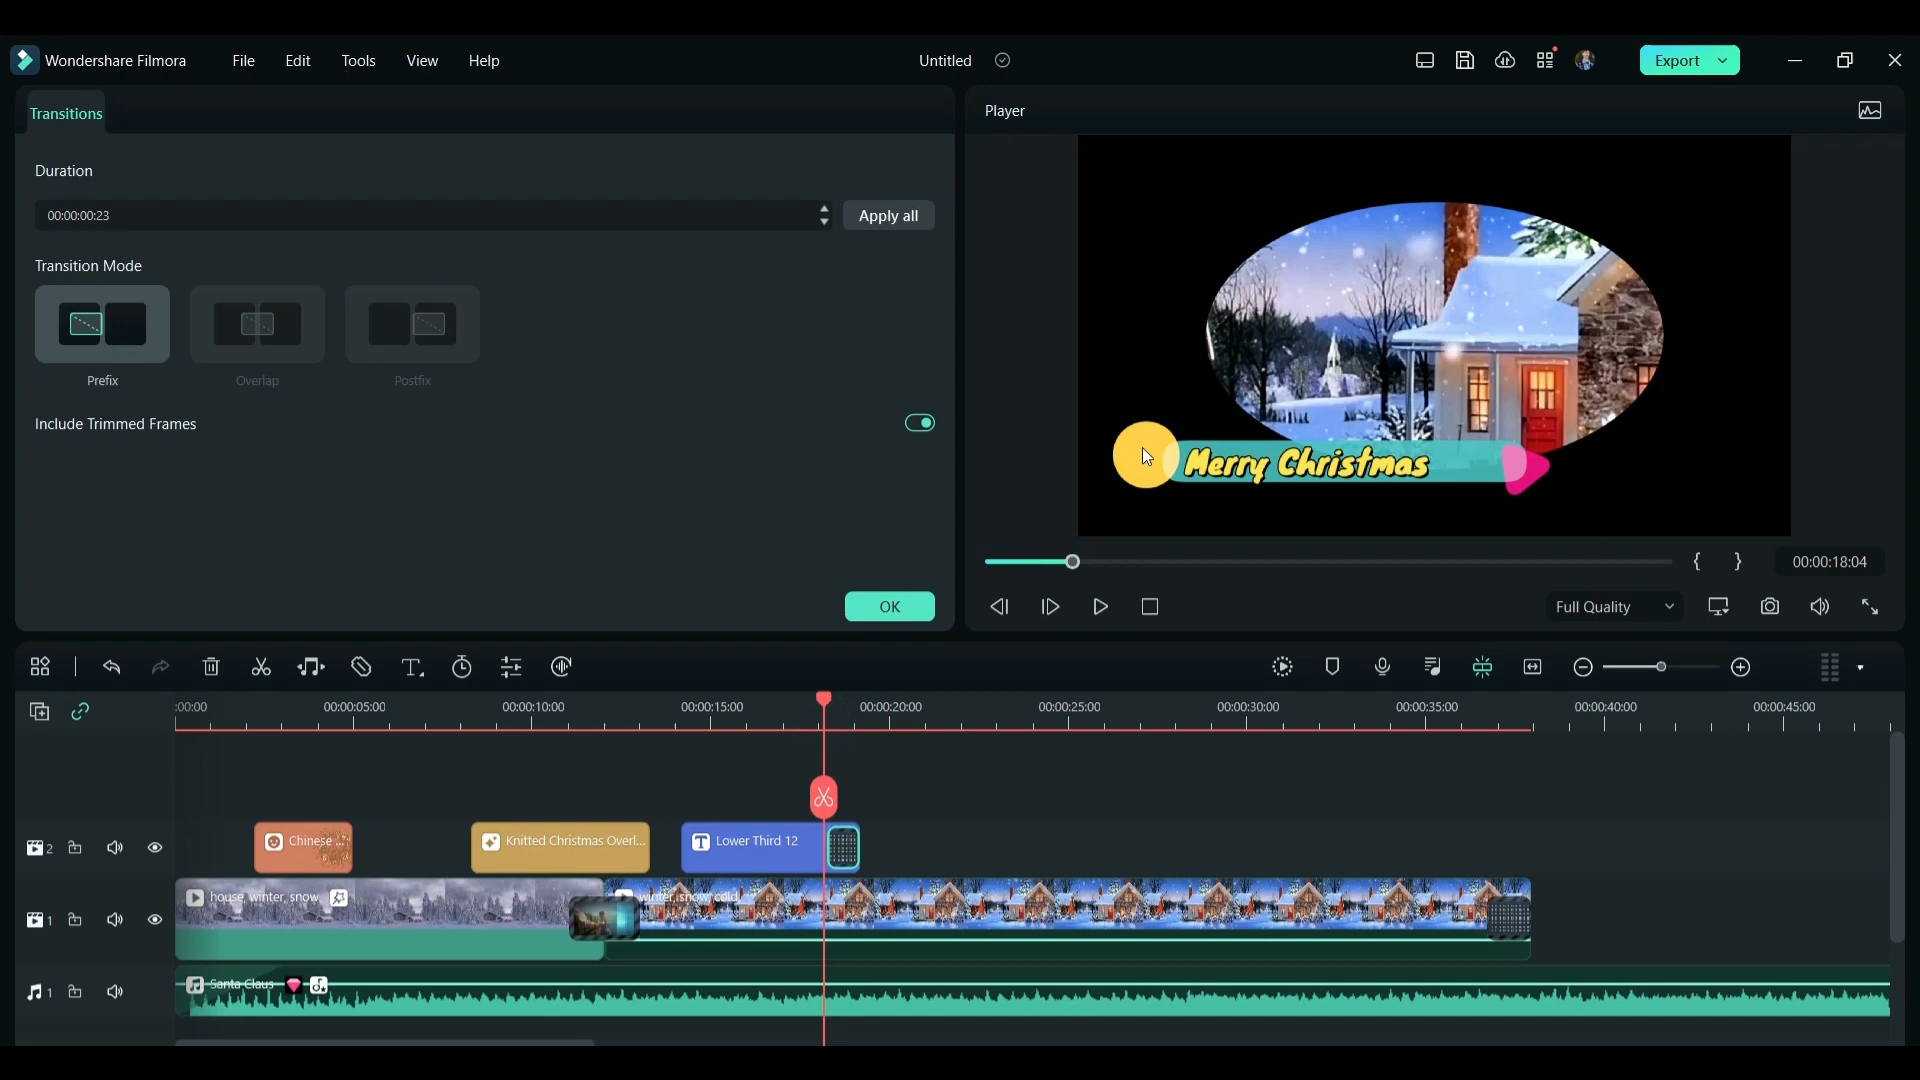 Wondershare Filmora File Edit Tools View Help Untitled Export
Transitions
Player
Duration
00:00:00:23 Apply all
Transition Mode
Prefix Overlap Postfix
Include Trimmed Frames
OK
Merry Christmas
{ } 00:00:18:04
Full Quality
:00:00 00:00:05:00 00:00:10:00 00:00:15:00 00:00:20:00 00:00:25:00 00:00:30:00 00:00:35:00 00:00:40:00 00:00:45:00
2 Chinese ... Knitted Christmas Overl... T Lower Third 12
house, winter, snow winter, snow, cold
1
Santa Claus
1